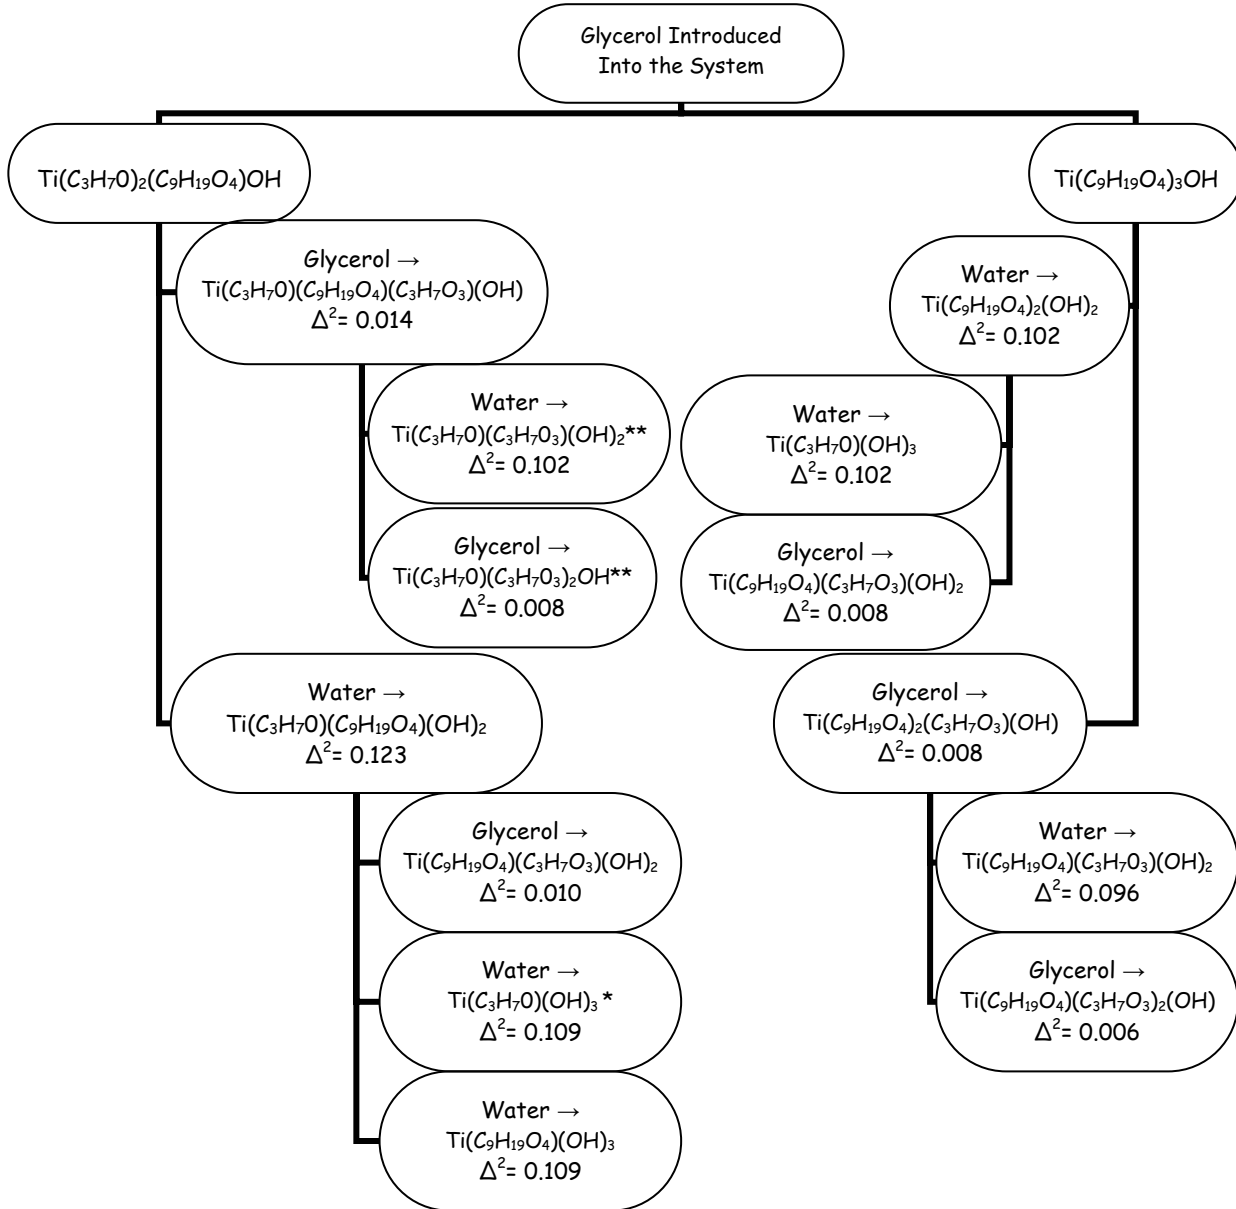 Glycerol Introduced
Into the System
Ti(C₃H₇0)₂(C₉H₁₉O₄)OH
Glycerol →
Ti(C₃H₇0)(C₉H₁₉O₄)(C₃H₇O₃)(OH)
Δ²= 0.014
Water →
Ti(C₃H₇0)(C₃H₇0₃)(OH)₂**
Δ²= 0.102
Glycerol →
Ti(C₃H₇0)(C₃H₇0₃)₂OH**
Δ²= 0.008
Water →
Ti(C₃H₇0)(C₉H₁₉O₄)(OH)₂
Δ²= 0.123
Glycerol →
Ti(C₉H₁₉O₄)(C₃H₇O₃)(OH)₂
Δ²= 0.010
Water →
Ti(C₃H₇0)(OH)₃*
Δ²= 0.109
Water →
Ti(C₉H₁₉O₄)(OH)₃
Δ²= 0.109
Ti(C₉H₁₉O₄)₃OH
Water →
Ti(C₉H₁₉O₄)₂(OH)₂
Δ²= 0.102
Water →
Ti(C₃H₇0)(OH)₃
Δ²= 0.102
Glycerol →
Ti(C₉H₁₉O₄)(C₃H₇O₃)(OH)₂
Δ²= 0.008
Glycerol →
Ti(C₉H₁₉O₄)₂(C₃H₇O₃)(OH)
Δ²= 0.008
Water →
Ti(C₉H₁₉O₄)(C₃H₇0₃)(OH)₂
Δ²= 0.096
Glycerol →
Ti(C₉H₁₉O₄)(C₃H₇O₃)₂(OH)
Δ²= 0.006